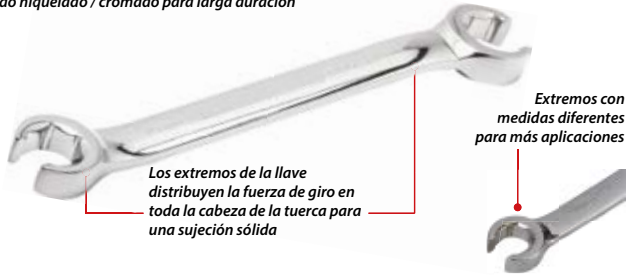 do niquelado / cromado para larga duración
Extremos con
medidas diferentes
para más aplicaciones
Los extremos de la llave
distribuyen la fuerza de giro en
toda la cabeza de la tuerca para
una sujeción sólida